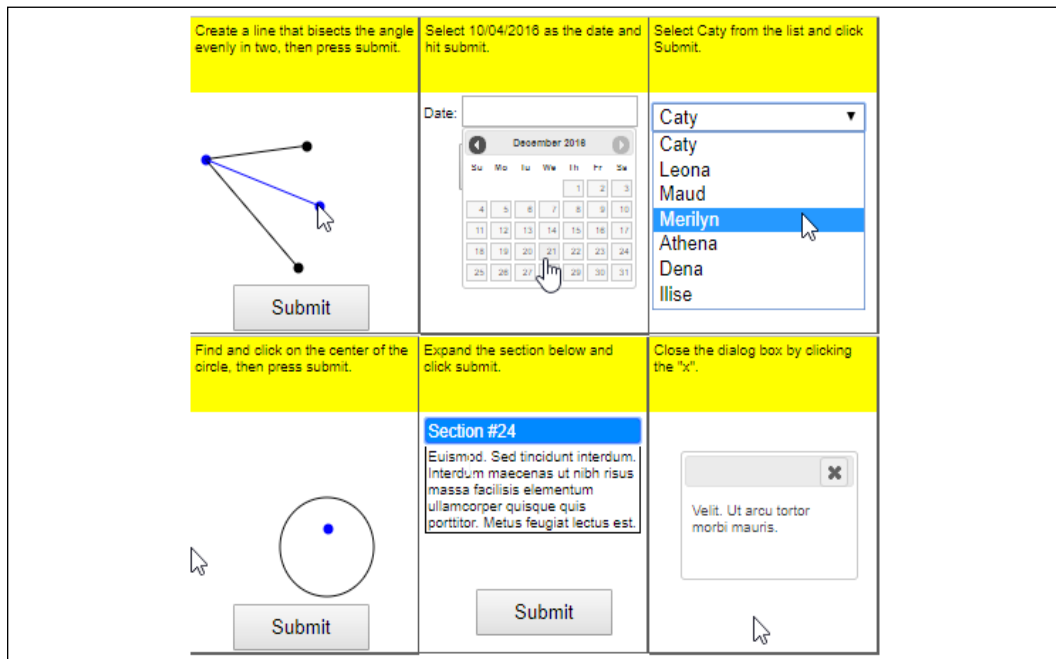 Create a line that bisects the angle
evenly in two, then press submit.
Submit
Select 10/04/2016 as the date and
hit submit.
Date:
December 2016
Su Mo Tu We Th Fr Sa
1 2 3
4 5 6 7 8 9 10
11 12 13 14 15 16 17
18 19 20 21 22 23 24
25 26 27 29 30 31
Select Caty from the list and click
Submit.
Caty
Caty
Leona
Maud
Merilyn
Athena
Dena
Ilise
Find and click on the center of the
circle, then press submit.
Submit
Expand the section below and
click submit.
Section #24
Euismod. Sed tincidunt interdum.
Interdum maecenas ut nibh risus
massa facilisis elementum
ullamcorper quisque quis
porttitor. Metus feugiat lectus est.
Submit
Close the dialog box by clicking
the "x".
Velit. Ut arcu tortor
morbi mauris.